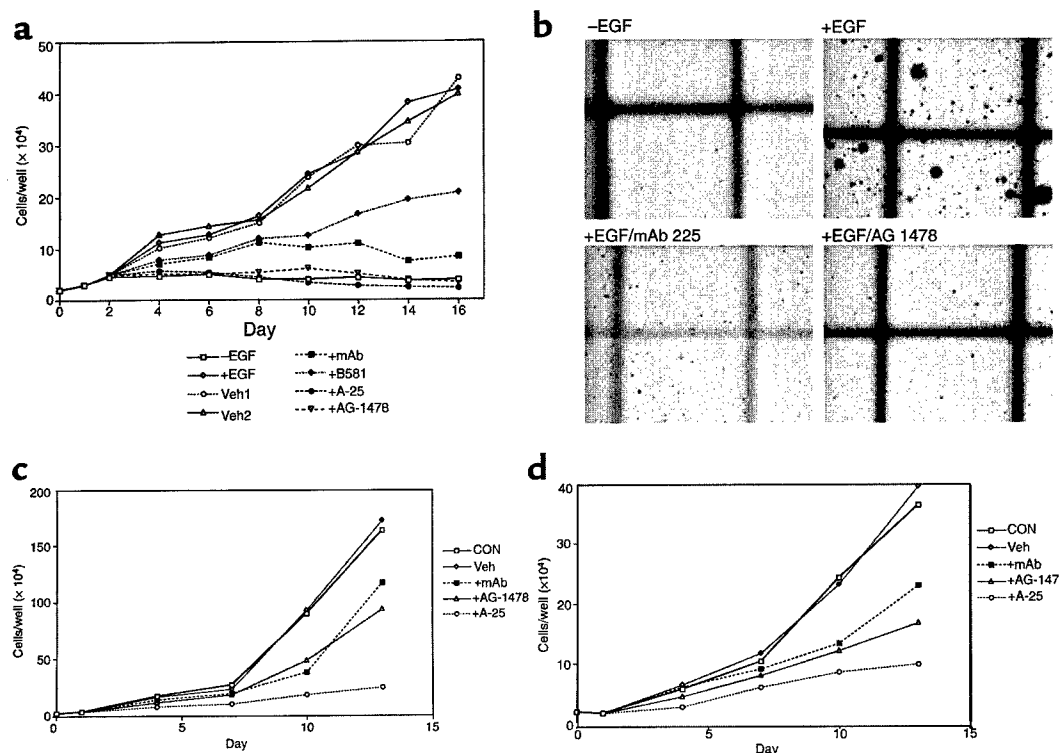 a
50
40
30
20
10
0
Cells/well (× 10⁴)
0 2 4 6 8 10 12 14 16
Day
–EGF
+EGF
Veh1
Veh2
+mAb
+B581
+A-25
+AG-1478
b
–EGF
+EGF
+EGF/mAb 225
+EGF/AG 1478
c
200
150
100
50
0
Cells/well (× 10⁴)
0 5 10 15
Day
CON
Veh
+mAb
+AG-1478
+A-25
d
40
30
20
10
0
Cells/well (×10⁴)
0 5 10 15
Day
CON
Veh
+mAb
+AG-147
+A-25